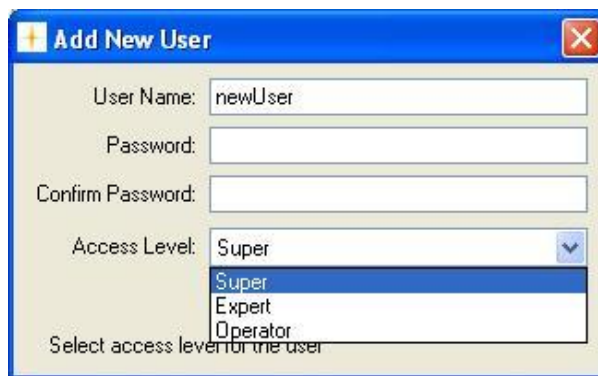 Add New User
User Name: newUser
Password:
Confirm Password:
Access Level: Super
Super
Expert
Operator
Select access level for the user